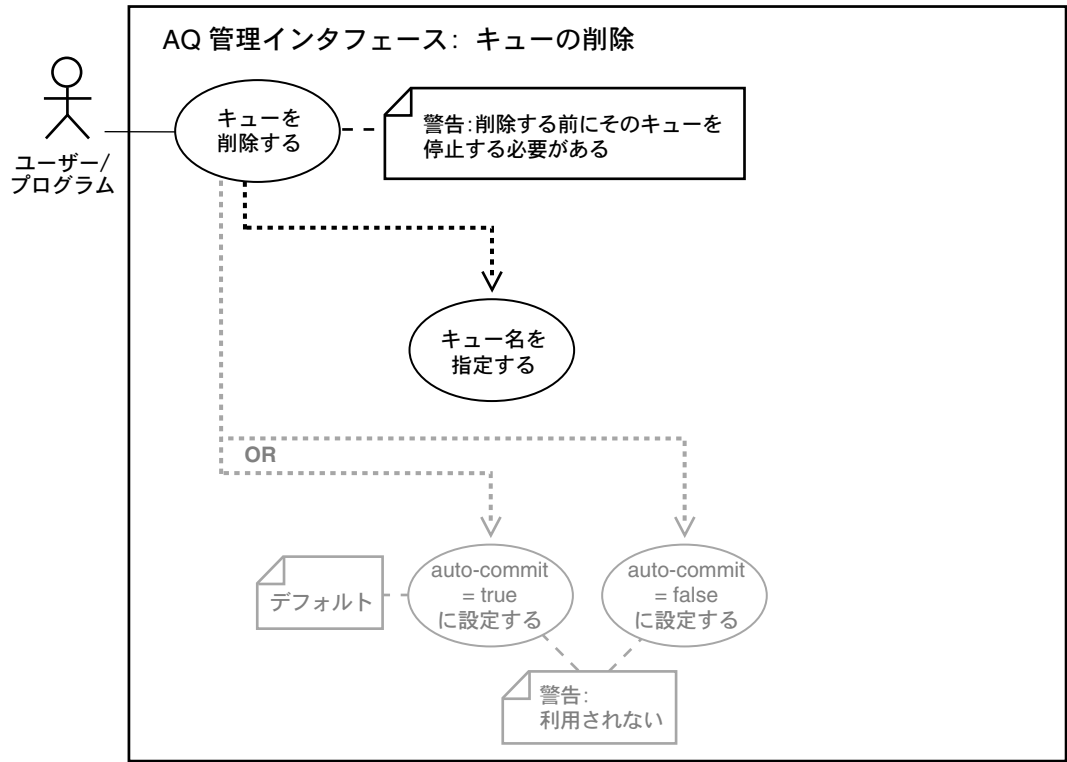 AQ 管理インタフェース: キューの削除
ユーザー/
プログラム
キューを
削除する
警告:削除する前にそのキューを
停止する必要がある
キュー名を
指定する
OR
デフォルト
auto-commit
= true
に設定する
auto-commit
= false
に設定する
警告:
利用されない